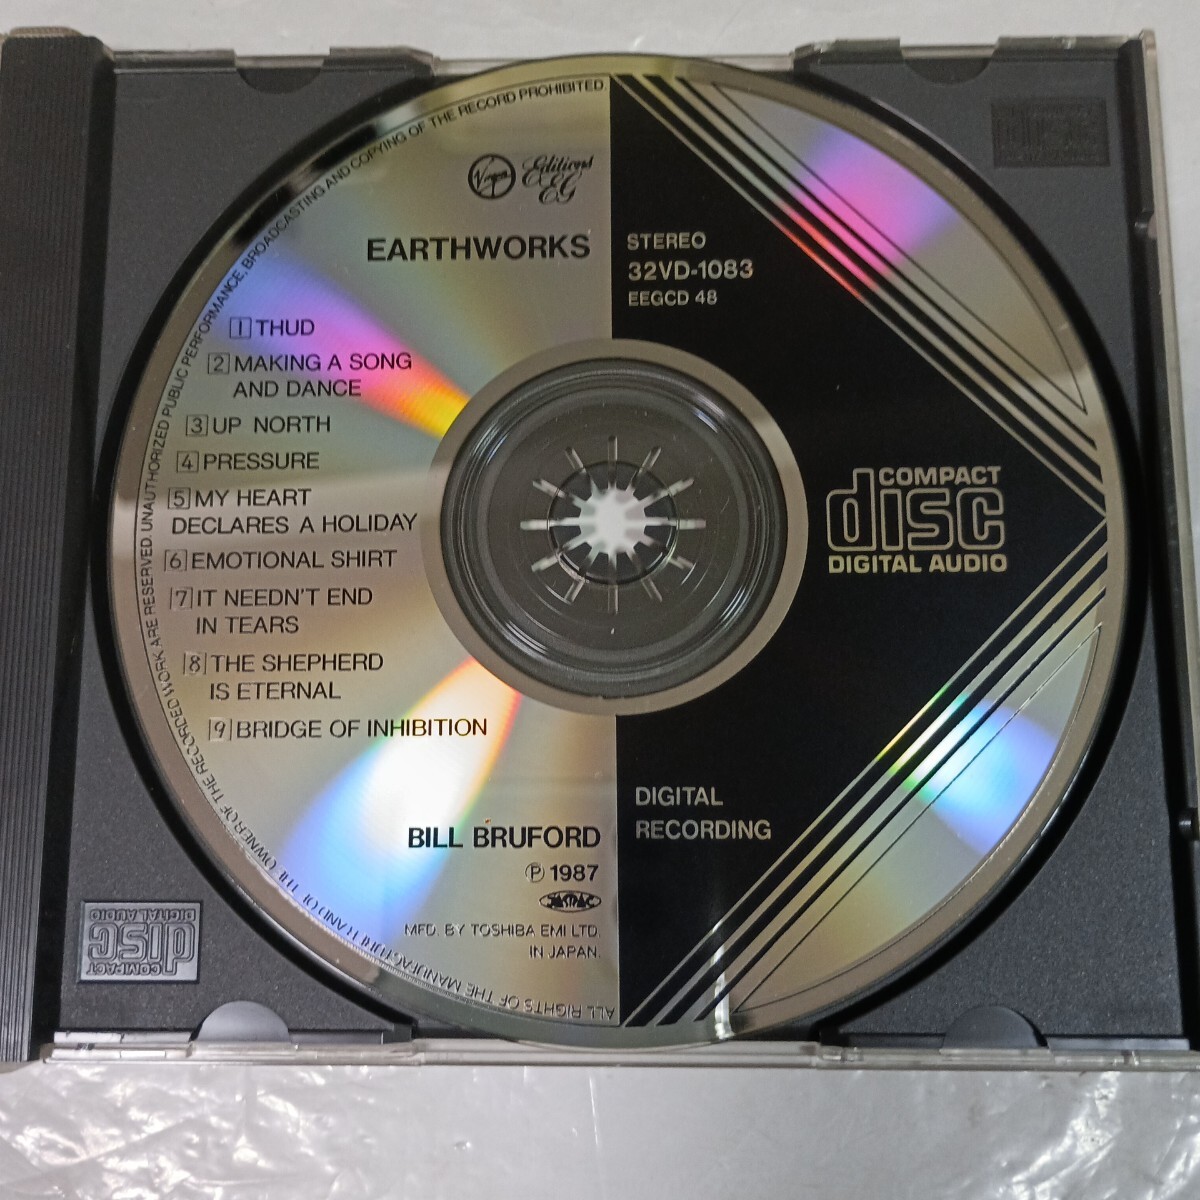 Virgin
Editions
EG
EARTHWORKS
1 THUD
2 MAKING A SONG
AND DANCE
3 UP NORTH
4 PRESSURE
5 MY HEART
DECLARES A HOLIDAY
6 EMOTIONAL SHIRT
7 IT NEEDN'T END
IN TEARS
8 THE SHEPHERD
IS ETERNAL
9 BRIDGE OF INHIBITION
BILL BRUFORD
Ⓟ 1987
JASRAC
MFD. BY TOSHIBA EMI LTD.
IN JAPAN.
STEREO
32VD-1083
EEGCD 48
COMPACT
disc
DIGITAL AUDIO
DIGITAL
RECORDING
ALL RIGHTS OF THE MANUFACTURER AND OF THE OWNER OF THE RECORDED WORK ARE RESERVED. UNAUTHORIZED PUBLIC PERFORMANCE, BROADCASTING AND COPYING OF THE RECORD PROHIBITED.
COMPACT
disc
DIGITAL AUDIO